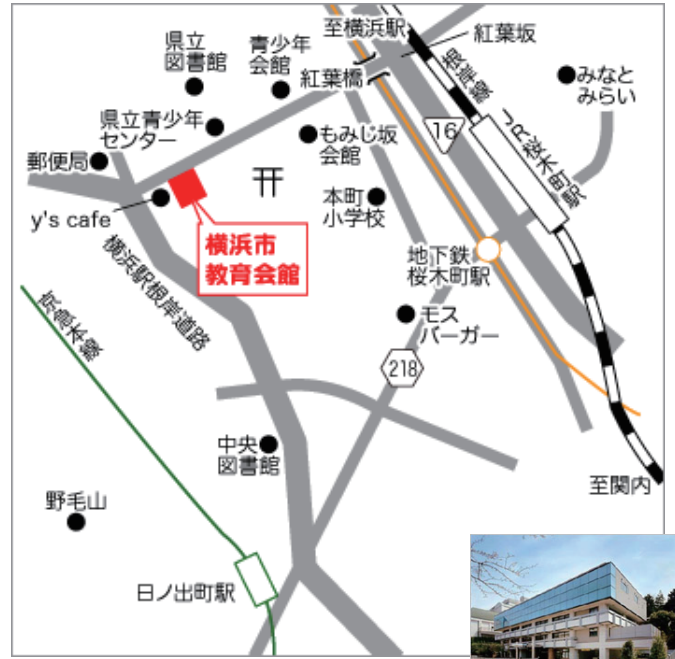 至横浜駅
紅葉坂
県立
図書館
青少年
会館
紅葉橋
根岸線
みなと
みらい
県立青少年
センター
もみじ坂
会館
16
JR桜木町駅
郵便局
y's cafe
本町
小学校
横浜市
教育会館
地下鉄
桜木町駅
横浜駅根岸道路
京急本線
モス
バーガー
218
中央
図書館
至関内
野毛山
日ノ出町駅